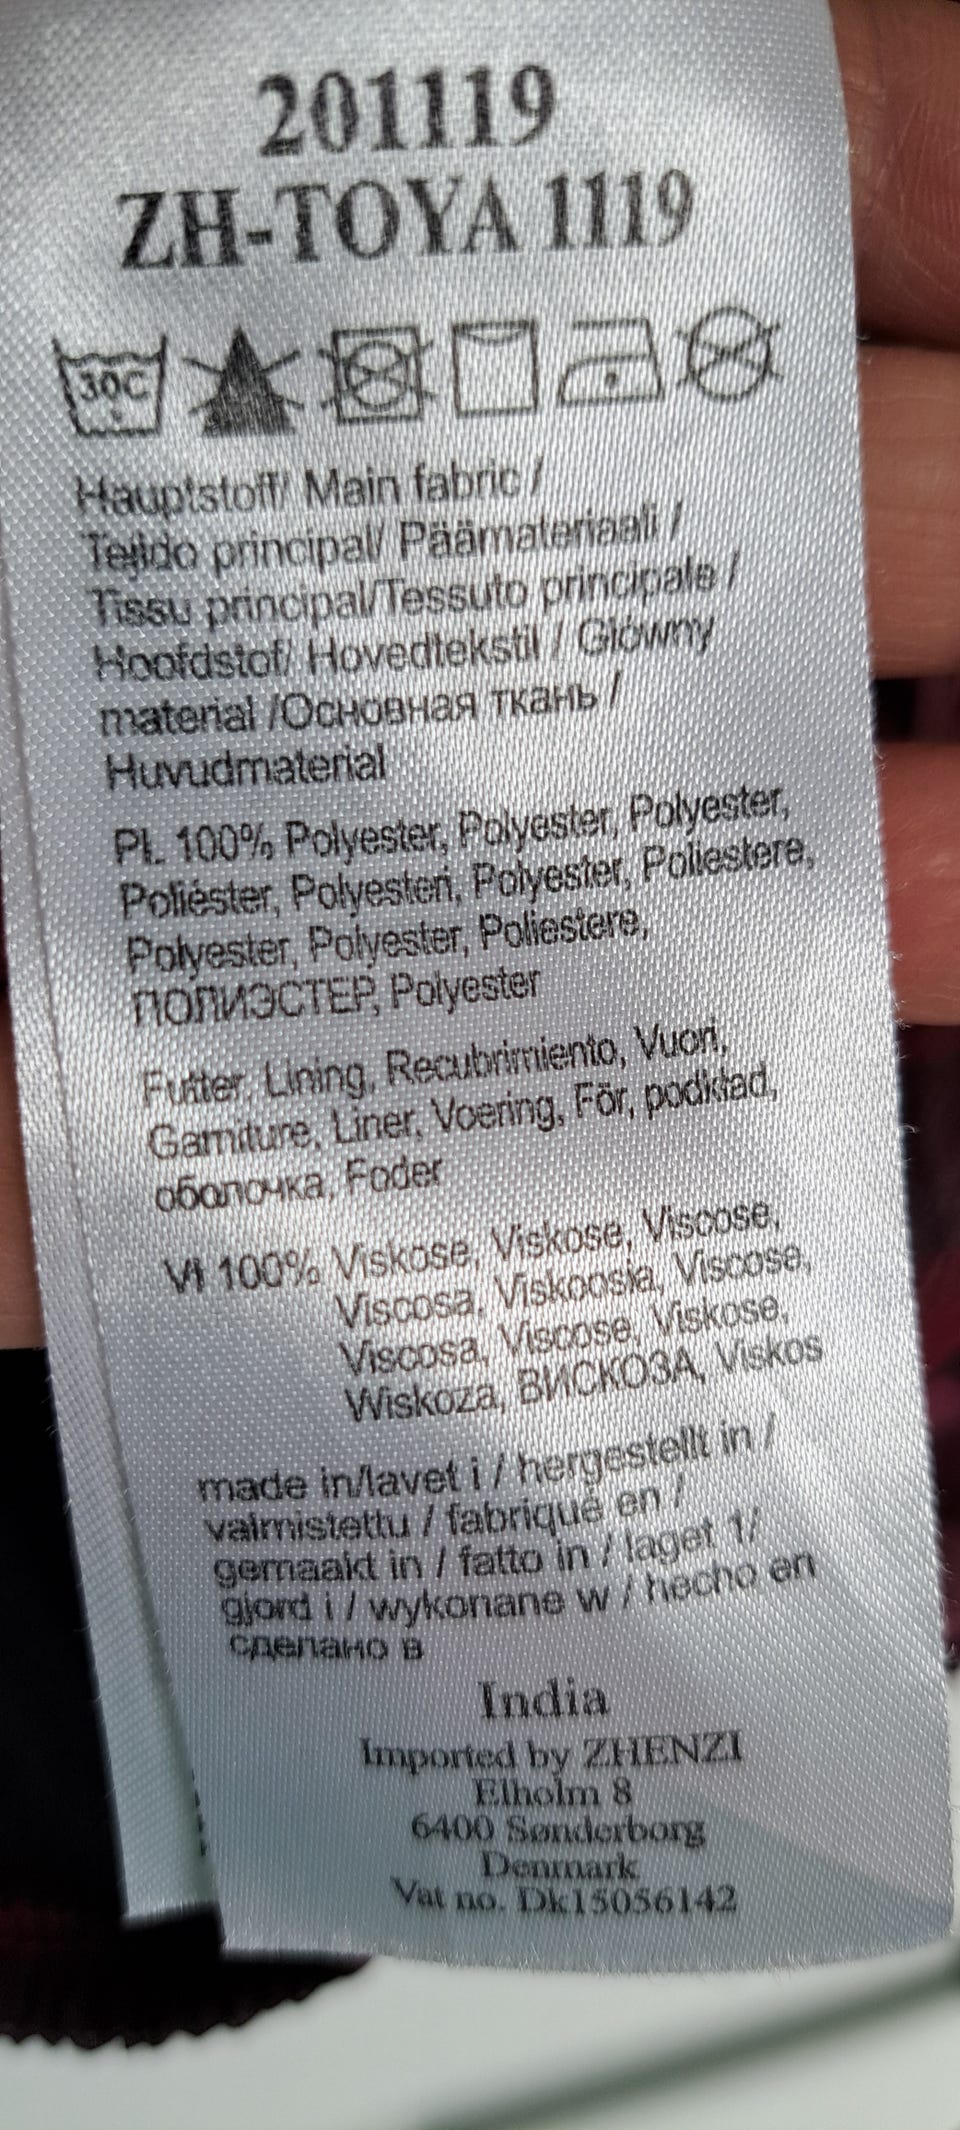 201119
ZH-TOYA 1119
30C
Hauptstoff/ Main fabric /
Tejido principal/ Päämateriaali /
Tissu principal/Tessuto principale /
Hoofdstof/ Hovedtekstil / Główny
material /Основная ткань /
Huvudmaterial
PL 100% Polyester, Polyester, Polyester,
Poliéster, Polyesteri, Polyester, Poliestere,
Polyester, Polyester, Poliestere,
ПОЛИЭСТЕР, Polyester
Futter, Lining, Recubrimiento, Vuori,
Garniture, Liner, Voering, För, podkład,
оболочка, Foder
VI 100% Viskose, Viskose, Viscose,
Viscosa, Viskoosia, Viscose,
Viscosa, Viscose, Viskose,
Wiskoza, ВИСКОЗА, Viskos
made in/lavet i / hergestellt in /
valmistettu / fabriqué en /
gemaakt in / fatto in / laget 1/
gjord i / wykonane w / hecho en
сделано в
India
Imported by ZHENZI
Elholm 8
6400 Sønderborg
Denmark
Vat no. Dk15056142